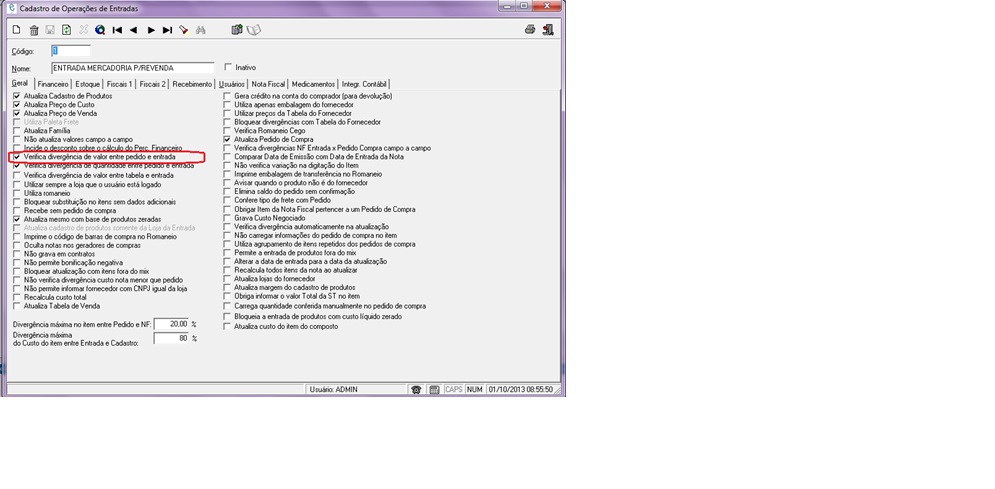 Cadastro de Operações de Entradas
Código: 1
Nome: ENTRADA MERCADORIA P/REVENDA Inativo
Geral Financeiro Estoque Fiscais 1 Fiscais 2 Recebimento Usuários Nota Fiscal Medicamentos Integr. Contábil
Atualiza Cadastro de Produtos
Atualiza Preço de Custo
Atualiza Preço de Venda
Utiliza Paleta Frete
Atualiza Família
Não atualiza valores campo a campo
Incide o desconto sobre o cálculo do Perc. Financeiro
Verifica divergência de valor entre pedido e entrada
Verifica divergência de quantidade entre pedido e entrada
Verifica divergência de valor entre tabela e entrada
Utilizar sempre a loja que o usuário está logado
Utiliza romaneio
Bloquear substituição no itens sem dados adicionais
Recebe sem pedido de compra
Atualiza mesmo com base de produtos zeradas
Atualiza cadastro de produtos somente da Loja da Entrada
Imprime o código de barras de compra no Romaneio
Oculta notas nos geradores de compras
Não grava em contratos
Não permite bonificação negativa
Bloquear atualização com itens fora do mix
Não verifica divergência custo nota menor que pedido
Não permite informar fornecedor com CNPJ igual da loja
Recalcula custo total
Atualiza Tabela de Venda
Divergência máxima no item entre Pedido e NF: 20,00 %
Divergência máxima
do Custo do item entre Entrada e Cadastro: 80 %
Gera crédito na conta do comprador (para devolução)
Utiliza apenas embalagem do fornecedor
Utilizar preços da Tabela do Fornecedor
Bloquear divergências com Tabela do Fornecedor
Verifica Romaneio Cego
Atualiza Pedido de Compra
Verifica divergências NF Entrada x Pedido Compra campo a campo
Comparar Data de Emissão com Data de Entrada da Nota
Não verifica variação na digitação do Item
Imprime embalagem de transferência no Romaneio
Avisar quando o produto não é do fornecedor
Elimina saldo do pedido sem confirmação
Confere tipo de frete com Pedido
Obrigar Item da Nota Fiscal pertencer a um Pedido de Compra
Grava Custo Negociado
Verifica divergência automaticamente na atualização
Não carregar informações do pedido de compra no item
Utiliza agrupamento de itens repetidos dos pedidos de compra
Permite a entrada de produtos fora do mix
Alterar a data de entrada para a data da atualização
Recalcula todos itens da nota ao atualizar
Atualiza lojas do fornecedor
Atualiza margem do cadastro de produtos
Obriga informar o valor Total da ST no item
Carrega quantidade conferida manualmente no pedido de compra
Bloqueia a entrada de produtos com custo líquido zerado
Atualiza custo do item do composto
Usuário: ADMIN CAPS NUM 01/10/2013 08:55:50